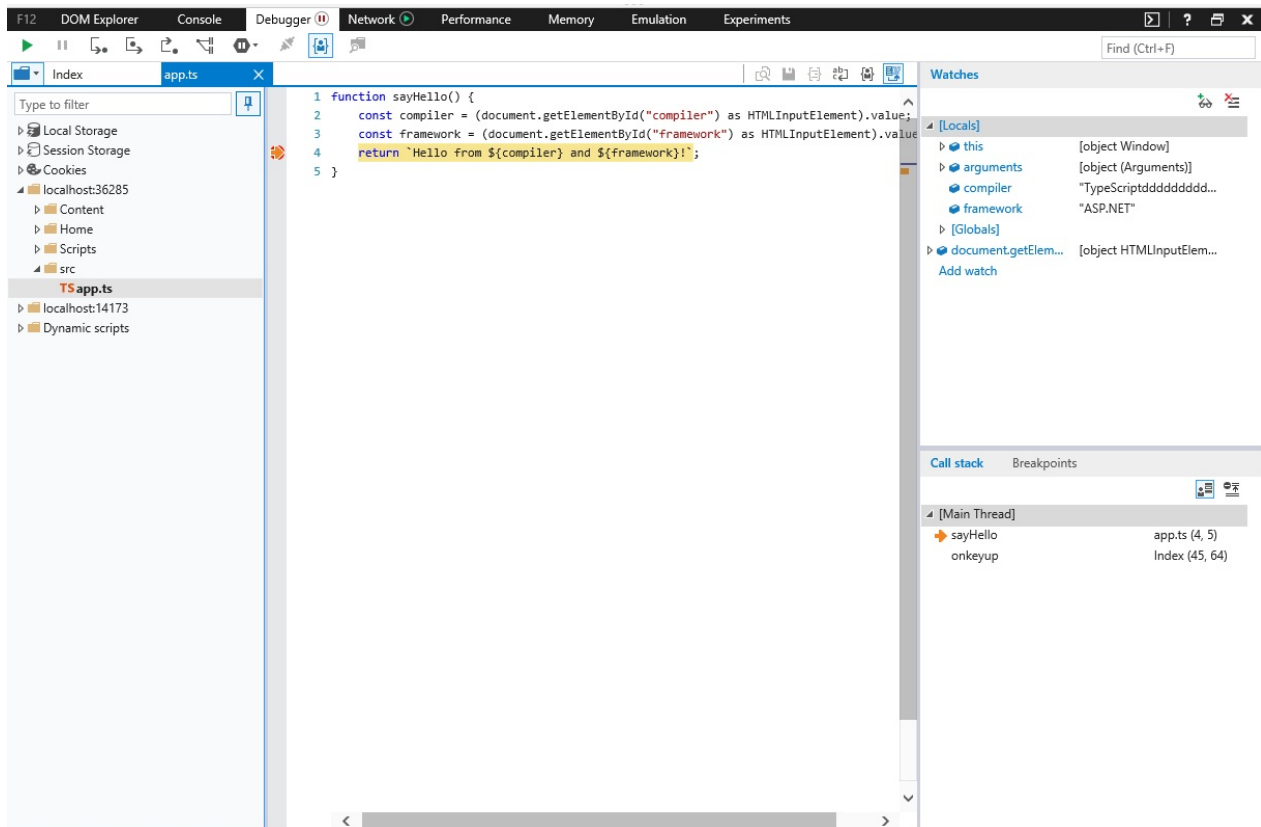 F12 DOM Explorer Console Debugger Network Performance Memory Emulation Experiments ?
Find (Ctrl+F)
Index app.ts
Type to filter
Local Storage
Session Storage
Cookies
localhost:36285
Content
Home
Scripts
src
TS app.ts
localhost:14173
Dynamic scripts
1 function sayHello() {
2 const compiler = (document.getElementById("compiler") as HTMLInputElement).value;
3 const framework = (document.getElementById("framework") as HTMLInputElement).value
4 return `Hello from ${compiler} and ${framework}!`;
5 }
Watches
[Locals]
this [object Window]
arguments [object (Arguments)]
compiler "TypeScriptddddddddd...
framework "ASP.NET"
[Globals]
document.getElem... [object HTMLInputElem...
Add watch
Call stack Breakpoints
[Main Thread]
sayHello app.ts (4, 5)
onkeyup Index (45, 64)